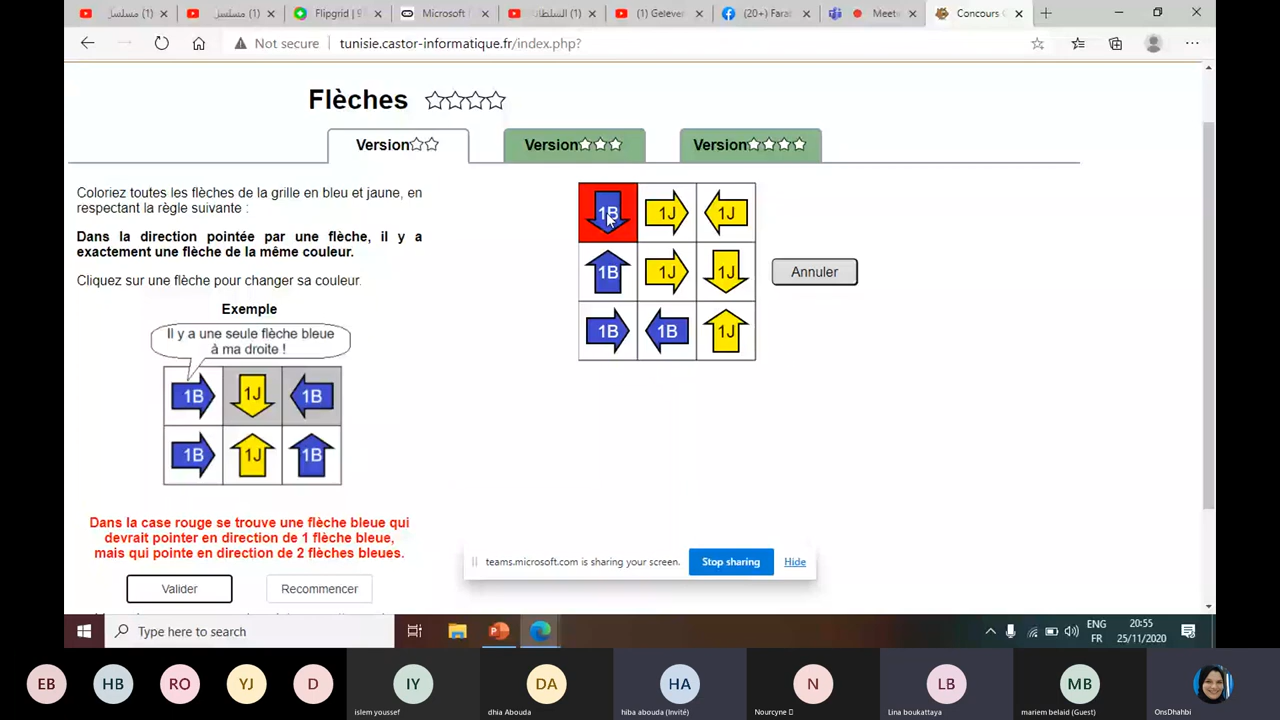 (1) مسلسل
(1) مسلسل
Flipgrid | 9
Microsoft
(1) السلطانة
(1) Gelever
(20+) Farah
Meet
Concours C
Not secure
tunisie.castor-informatique.fr/index.php?
Flèches
Version
Version
Version
Coloriez toutes les flèches de la grille en bleu et jaune, en
respectant la règle suivante :
Dans la direction pointée par une flèche, il y a
exactement une flèche de la même couleur.
Cliquez sur une flèche pour changer sa couleur.
Exemple
Il y a une seule flèche bleue
à ma droite !
1B 1J 1B
1B 1J 1B
Dans la case rouge se trouve une flèche bleue qui
devrait pointer en direction de 1 flèche bleue,
mais qui pointe en direction de 2 flèches bleues.
Valider
Recommencer
1B 1J 1J
1B 1J 1J
1B 1B 1J
Annuler
teams.microsoft.com is sharing your screen.
Stop sharing
Hide
Type here to search
ENG
FR
20:55
25/11/2020
EB
HB
RO
YJ
D
IY
islem youssef
DA
dhia Abouda
HA
hiba abouda (Invité)
N
Nourcyne
LB
Lina boukattaya
MB
mariem belaid (Guest)
OnsDhahbi